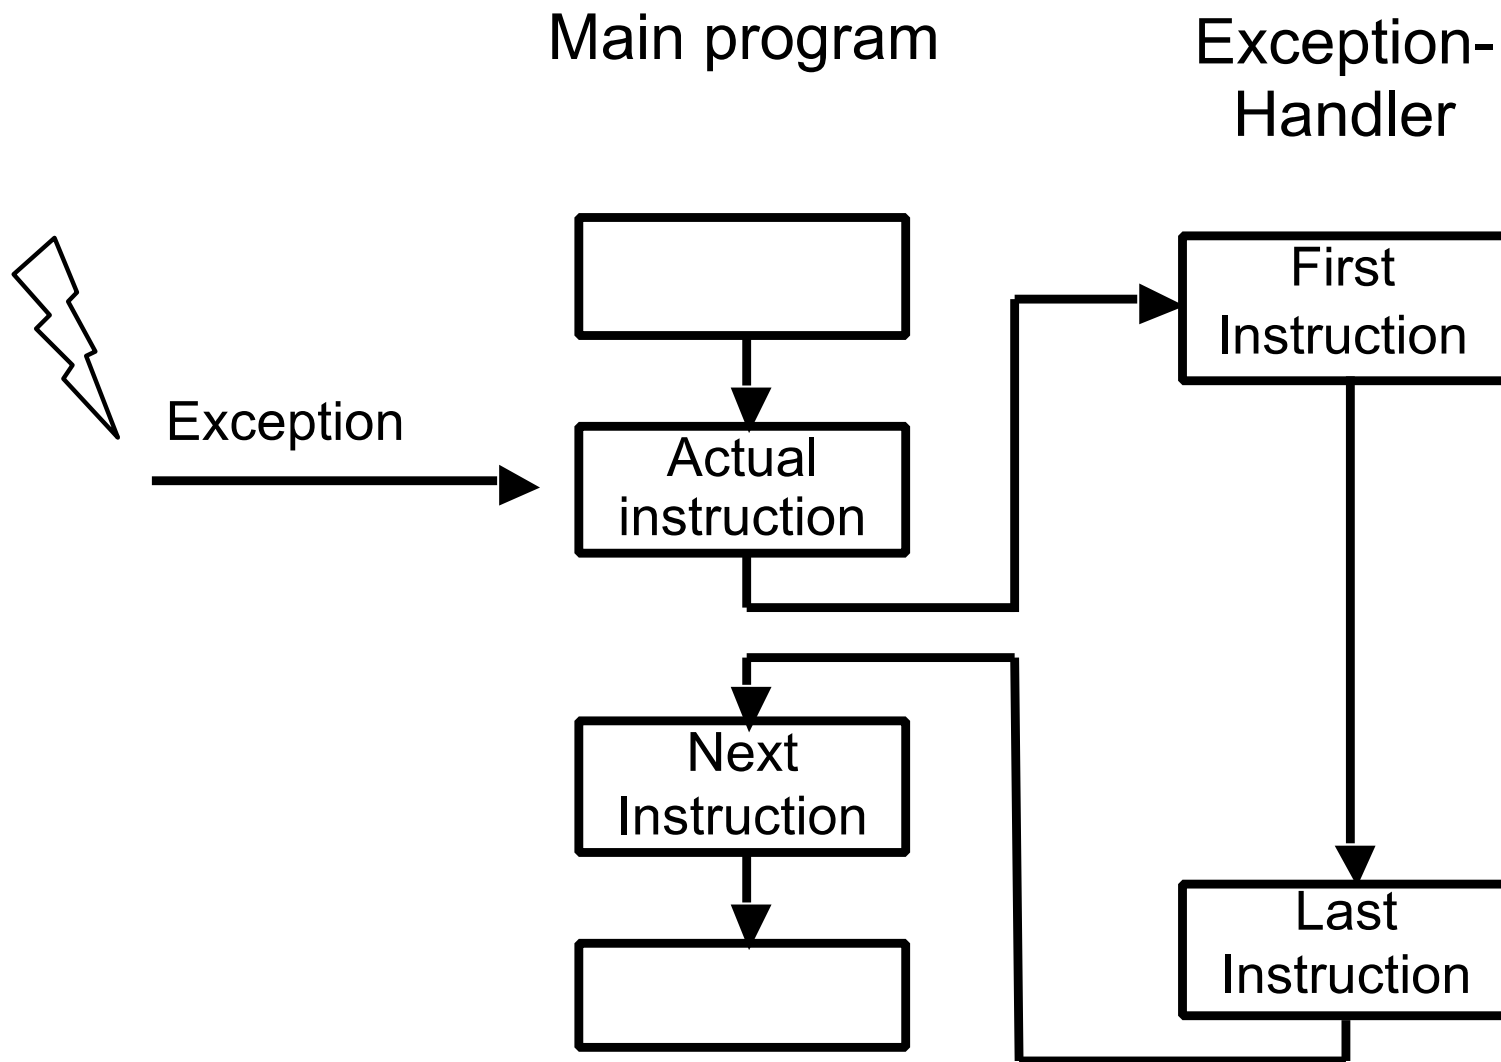 Main program
Exception-
Handler
First
Instruction
Exception
Actual
instruction
Next
Instruction
Last
Instruction